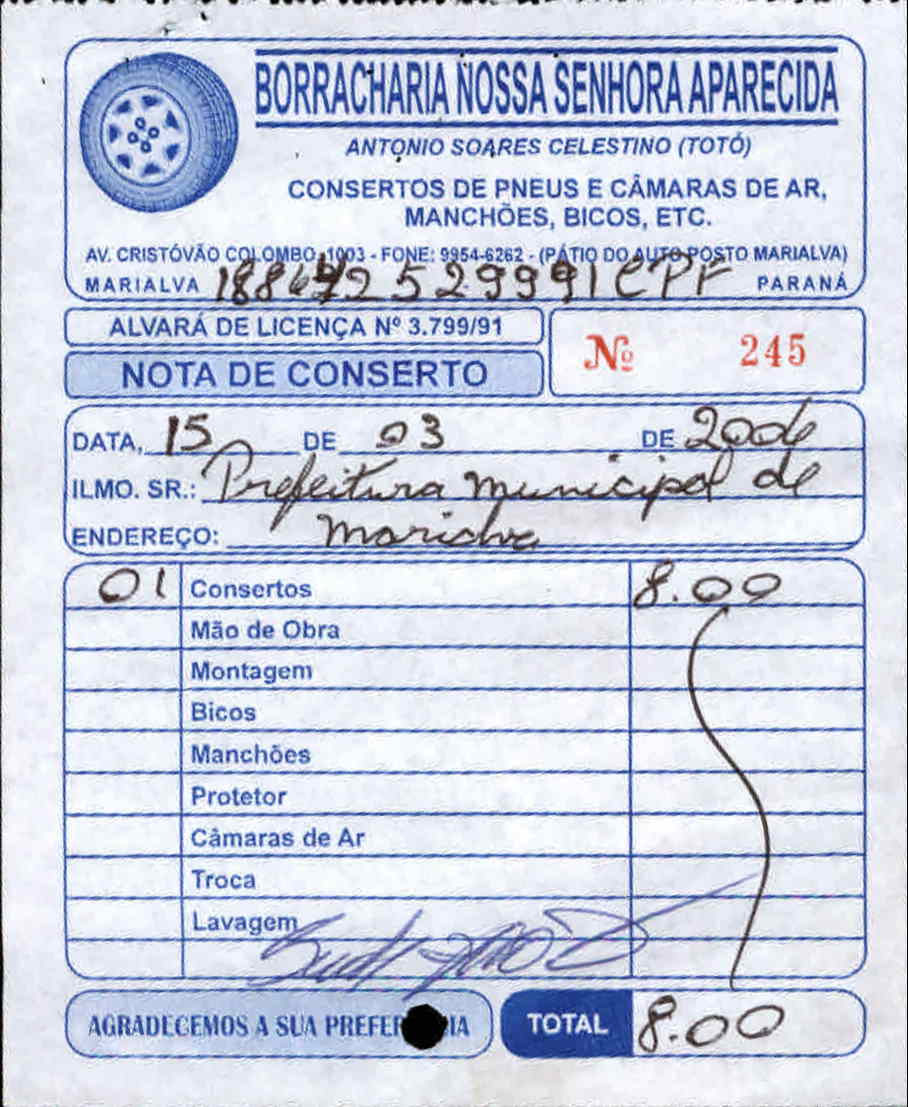 BORRACHARIA NOSSA SENHORA APARECIDA
ANTONIO SOARES CELESTINO (TOTÓ)
CONSERTOS DE PNEUS E CÂMARAS DE AR,
MANCHÕES, BICOS, ETC.
AV. CRISTÓVÃO COLOMBO, 1003 - FONE: 9954-6262 - (PÁTIO DO AUTO POSTO MARIALVA)
MARIALVA CPF PARANÁ
ALVARÁ DE LICENÇA Nº 3.799/91
Nº 245
NOTA DE CONSERTO
DATA, 15 DE 03 DE
ILMO. SR.: Prefeitura municipal de
ENDEREÇO: marialva
01 Consertos 8.00
Mão de Obra
Montagem
Bicos
Manchões
Protetor
Câmaras de Ar
Troca
Lavagem
AGRADECEMOS A SUA TOTAL 8.00